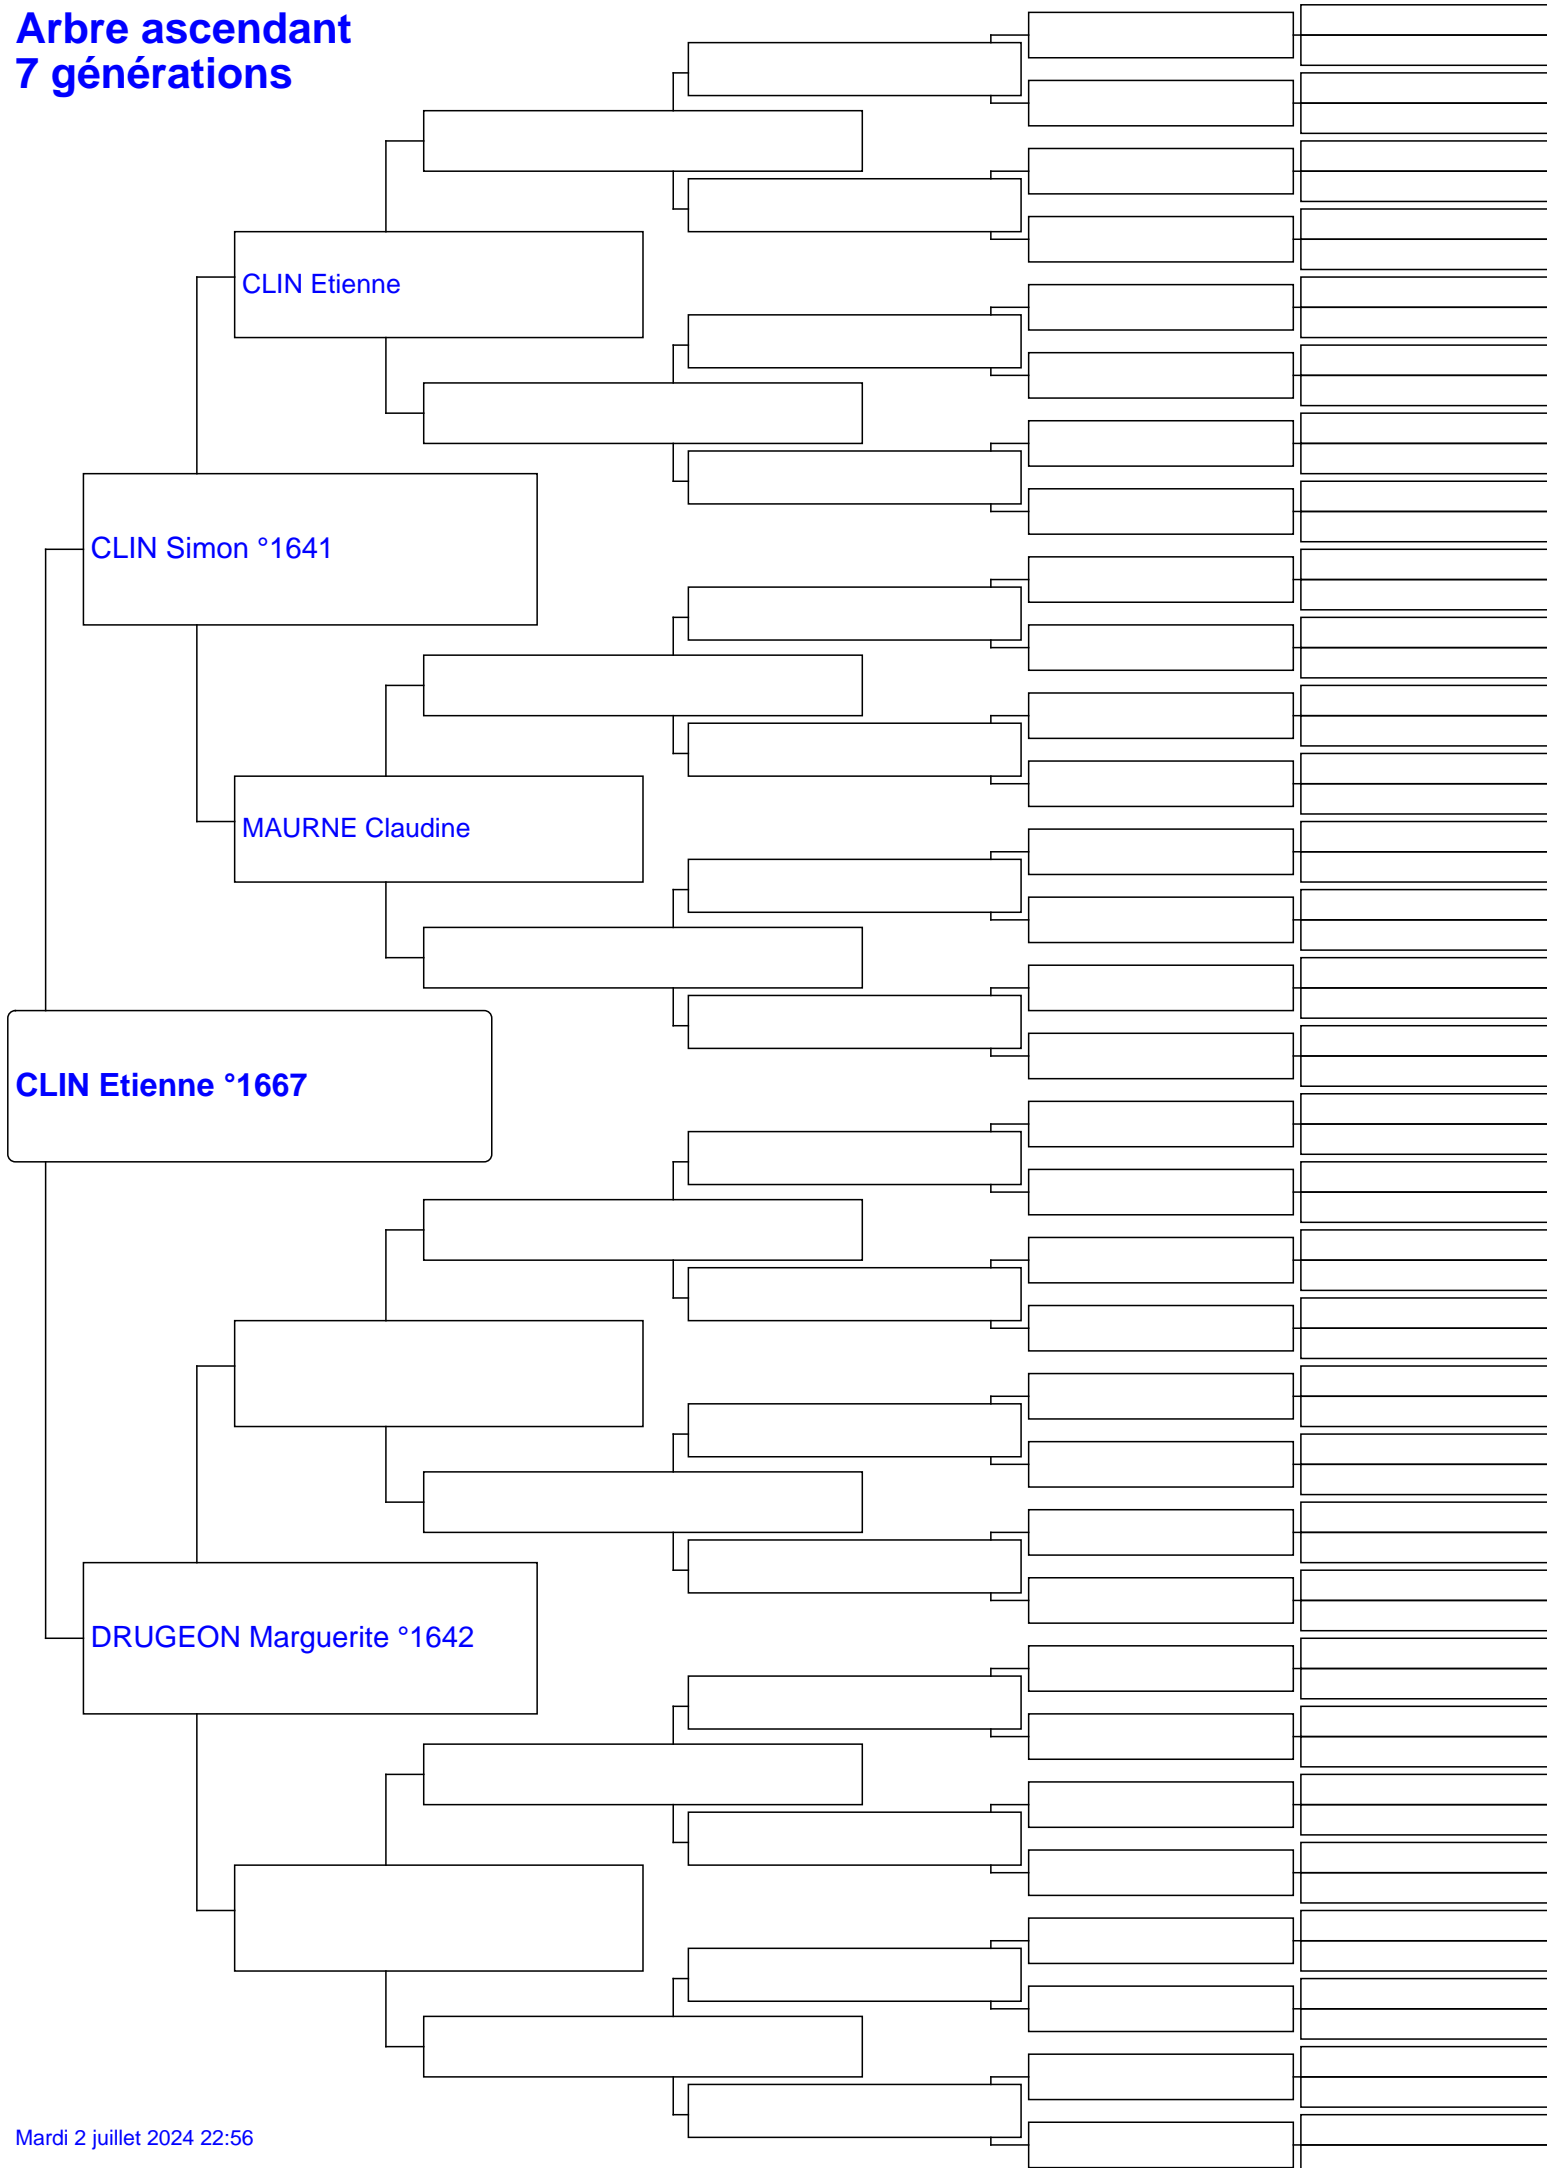 Arbre ascendant
7 générations
CLIN Etienne
CLIN Simon °1641
MAURNE Claudine
CLIN Etienne °1667
DRUGEON Marguerite °1642
Mardi 2 juillet 2024 22:56